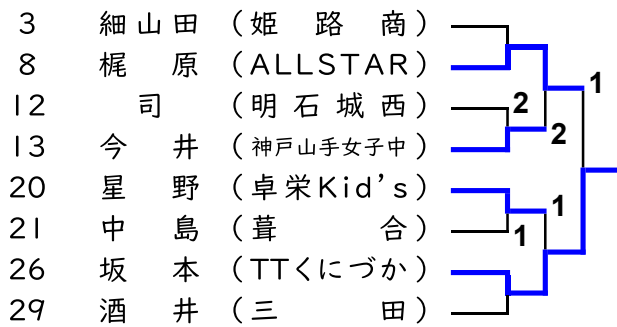 3 細山田 (姫路商)
8 梶原 (ALLSTAR)
12 司 (明石城西)
13 今井 (神戸山手女子中)
20 星野 (卓栄Kid's)
21 中島 (葺合)
26 坂本 (TTくにづか)
29 酒井 (三田)
1
2
2
1
1